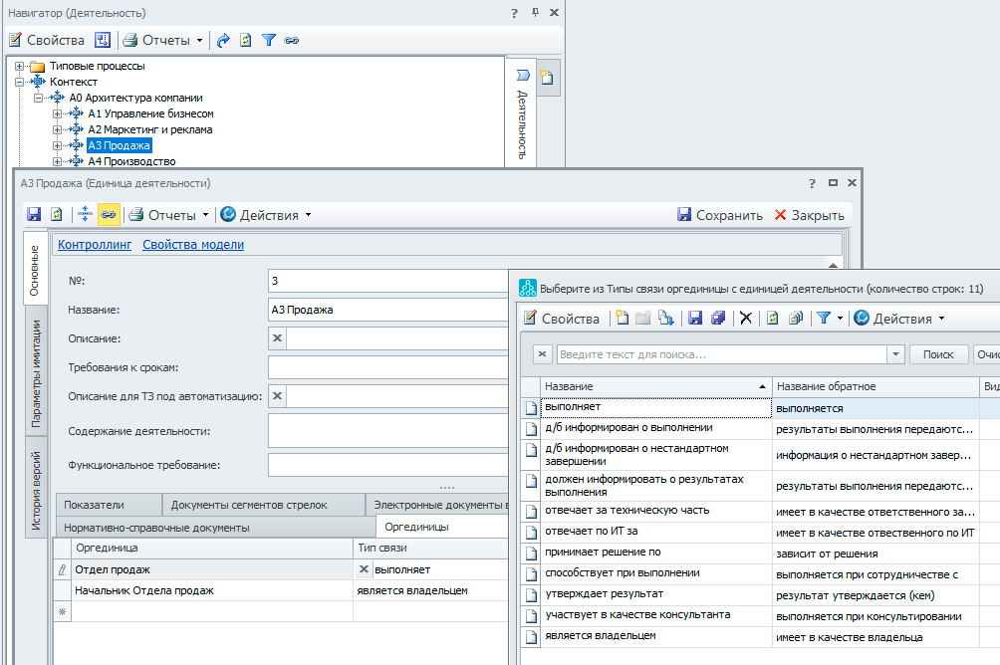 Навигатор (Деятельность)
Свойства
Отчеты
Типовые процессы
Контекст
А0 Архитектура компании
А1 Управление бизнесом
А2 Маркетинг и реклама
А3 Продажа
А4 Производство
Деятельность
А3 Продажа (Единица деятельности)
Отчеты
Действия
Сохранить
Закрыть
Основные
Параметры имитации
История версий
Контроллинг Свойства модели
№: 3
Название: А3 Продажа
Описание:
Требования к срокам:
Описание для ТЗ под автоматизацию:
Содержание деятельности:
Функциональное требование:
Показатели Документы сегментов стрелок Электронные документы в
Нормативно-справочные документы Оргединицы
Оргединица Тип связи
Отдел продаж выполняет
Начальник Отдела продаж является владельцем
Выберите из Типы связи оргединицы с единицей деятельности (количество строк: 11)
Свойства
Действия
Введите текст для поиска...
Поиск
Очис
Название Название обратное Вид
выполняет выполняется
д/б информирован о выполнении результаты выполнения передаютс...
д/б информирован о нестандартном
завершении
информация о нестандартном завер...
должен информировать о результатах
выполнения
результаты выполнения передаютс...
отвечает за техническую часть имеет в качестве ответственного за...
отвечает по ИТ за имеет в качестве отвественного по ИТ
принимает решение по зависит от решения
способствует при выполнении выполняется при сотрудничестве с
утверждает результат результат утверждается (кем)
участвует в качестве консультанта выполняется при консультировании
является владельцем имеет в качестве владельца